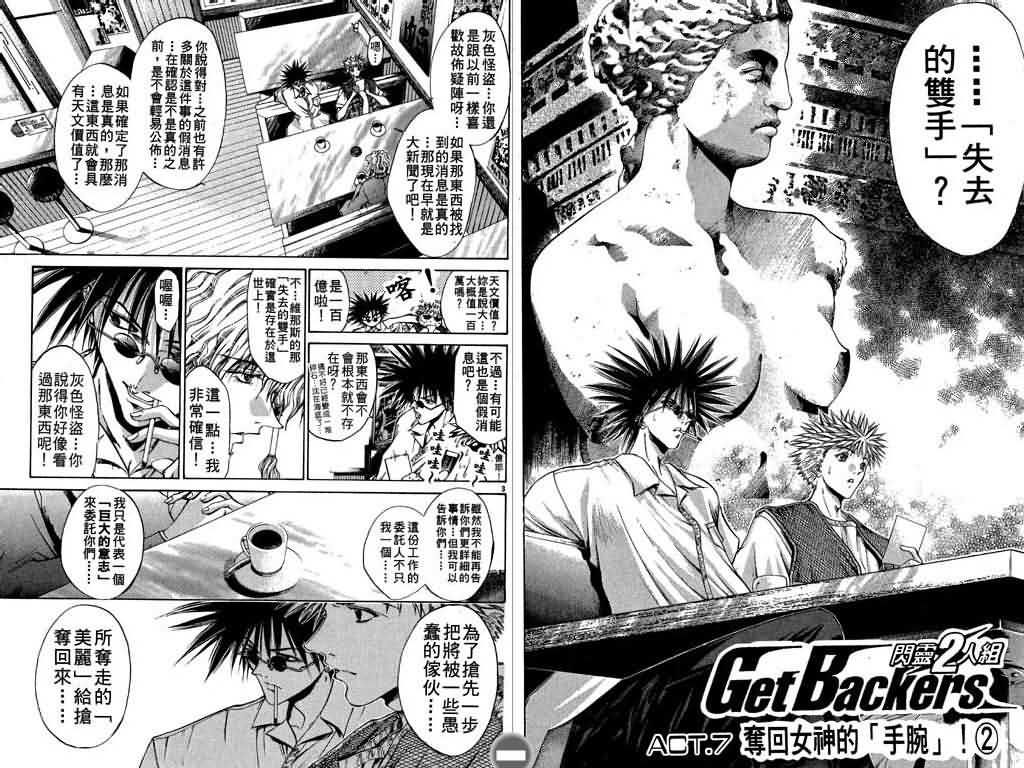 ……「失去
的雙手」？
閃靈2人組
GetBackers
ACT.7 奪回女神的「手腕」！②
灰色怪盜…你還
是跟以前一樣喜
歡故佈疑陣呀…
如果那東西被找
到的消息是真的
…那現在早就是
大新聞了吧！
嗯…
你說得對…之前也有許
多關於這件事的假消息
…在確認是不是真的之
前，是不會輕易公佈…
如果確定了那消
息是真的，那麼
…這東西就會具
有天文價值了…
天文價值？
妳是說大…
大概值一百
萬嗎？
喀！
是一百
億啦！
不過…有可能
這也是個假消
息吧？
哇
哇
哇
那東西會不
會根本就不存
在呀？
不…維那斯的那
「失去的雙手」
確實是存在於這
世上！
這一點…我
非常確信！
喔喔…
灰色怪盜…你
說得你好像看
過那東西呢！
3
雖然我不能再告
訴你們更詳細的
事情…但我可以
告訴你們…
這份工作的
委託人不只
我一個…
我只是代表一個
「巨大的意志」
來委託你們……
為了搶先一步
把將被一些愚
蠢的傢伙……
所奪走的「
美麗」給搶
奪回來……